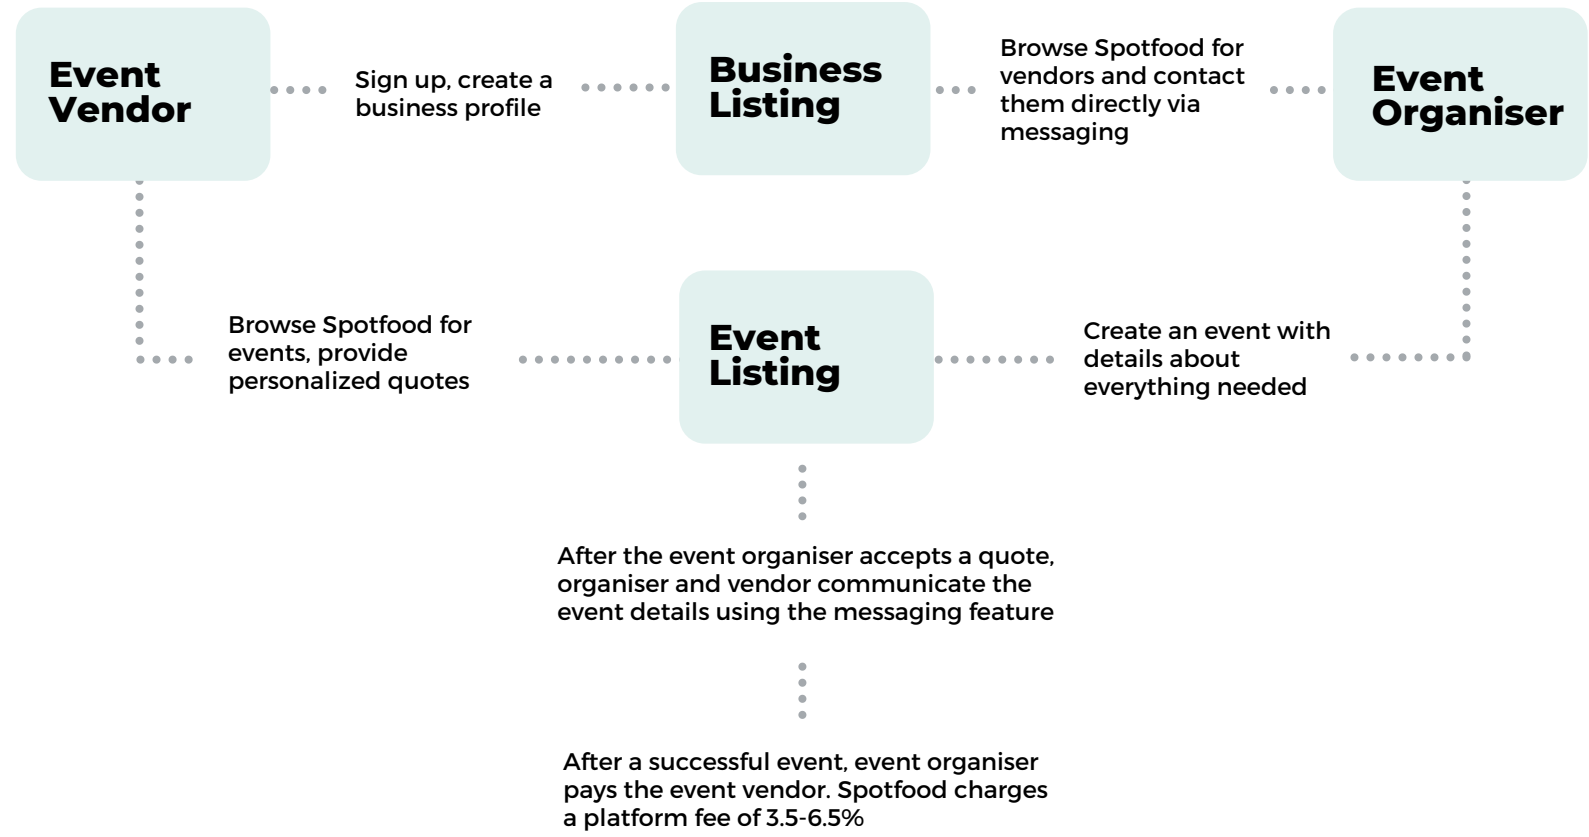 Event
Vendor
Sign up, create a
business profile
Business
Listing
Browse Spotfood for
vendors and contact
them directly via
messaging
Event
Organiser
Browse Spotfood for
events, provide
personalized quotes
Event
Listing
Create an event with
details about
everything needed
After the event organiser accepts a quote,
organiser and vendor communicate the
event details using the messaging feature
After a successful event, event organiser
pays the event vendor. Spotfood charges
a platform fee of 3.5-6.5%